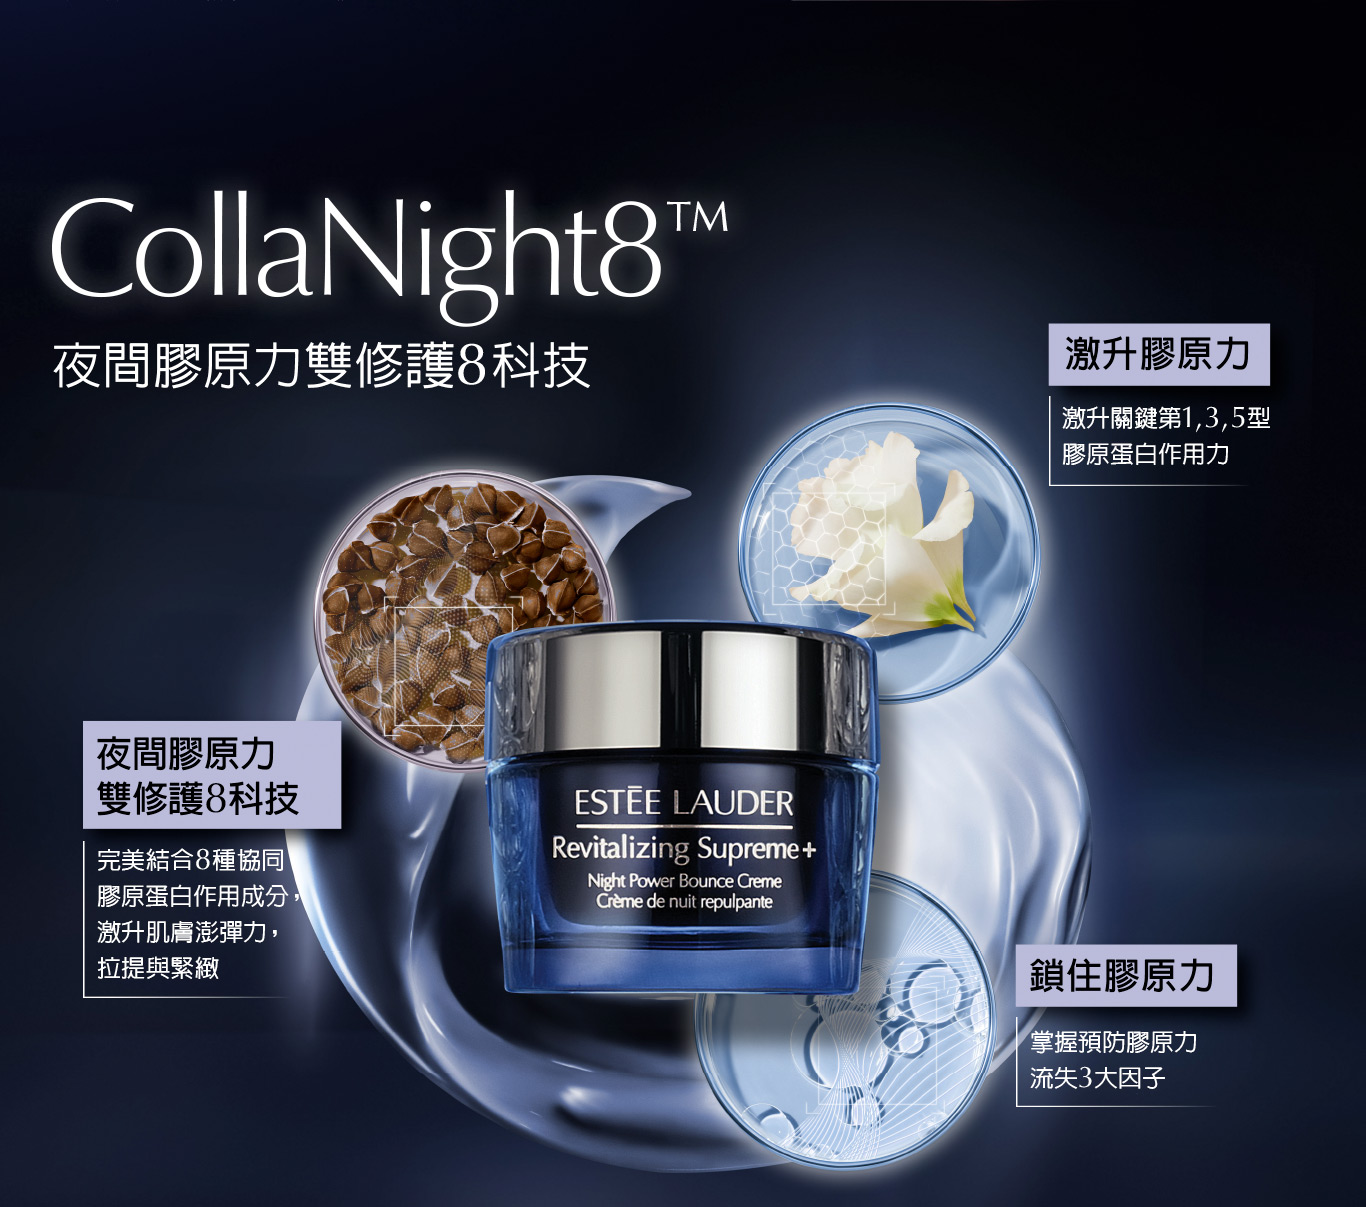 CollaNight8™
夜間膠原力雙修護8科技
激升膠原力
激升關鍵第1,3,5型
膠原蛋白作用力
夜間膠原力
雙修護8科技
完美結合8種協同
膠原蛋白作用成分，
激升肌膚澎彈力，
拉提與緊緻
ESTĒE LAUDER
Revitalizing Supreme+
Night Power Bounce Creme
Crème de nuit repulpante
鎖住膠原力
掌握預防膠原力
流失3大因子